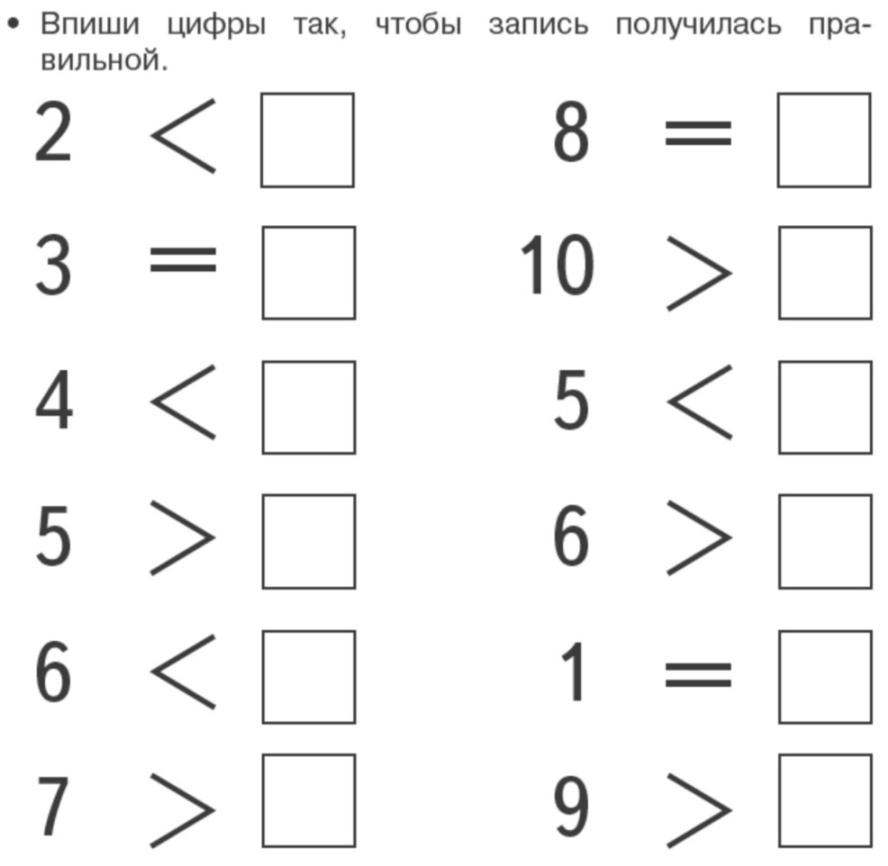 • Впиши цифры так, чтобы запись получилась пра-
вильной.
2 < 8 =
3 = 10 >
4 < 5 <
5 > 6 >
6 < 1 =
7 > 9 >